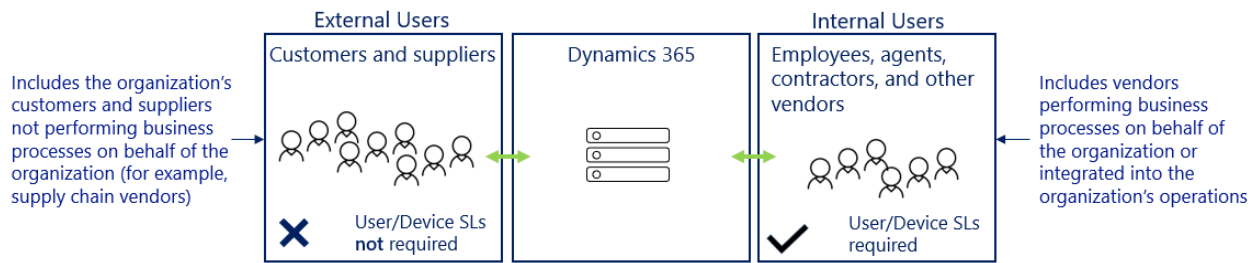 External Users
Internal Users
Customers and suppliers
Dynamics 365
Employees, agents,
contractors, and other
vendors
Includes the organization's
customers and suppliers
not performing business
processes on behalf of the
organization (for example,
supply chain vendors)
Includes vendors
performing business
processes on behalf of
the organization or
integrated into the
organization's operations
User/Device SLs
not required
User/Device SLs
required